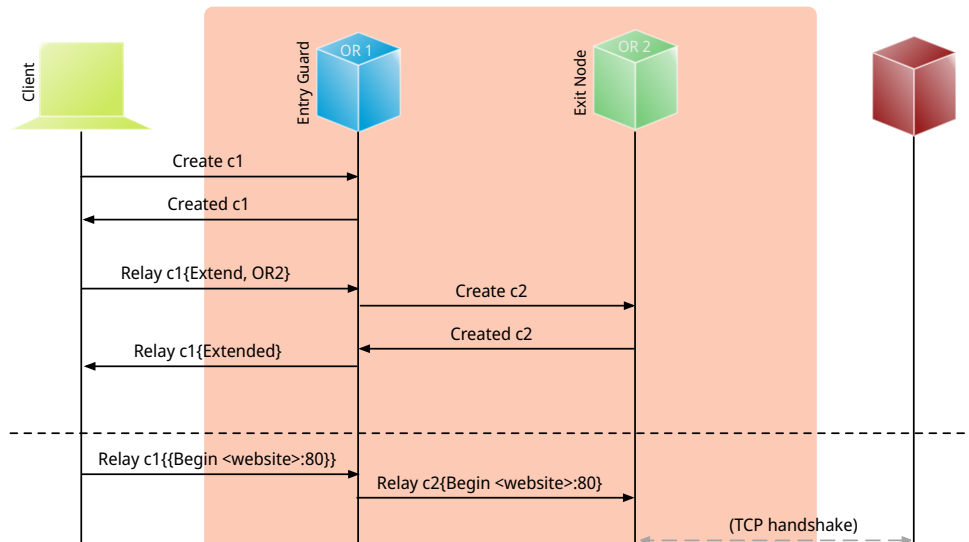 Client
Entry Guard
OR 1
Exit Node
OR 2
Create c1
Created c1
Relay c1{Extend, OR2}
Create c2
Created c2
Relay c1{Extended}
Relay c1{{Begin <website>:80}}
Relay c2{Begin <website>:80}
(TCP handshake)